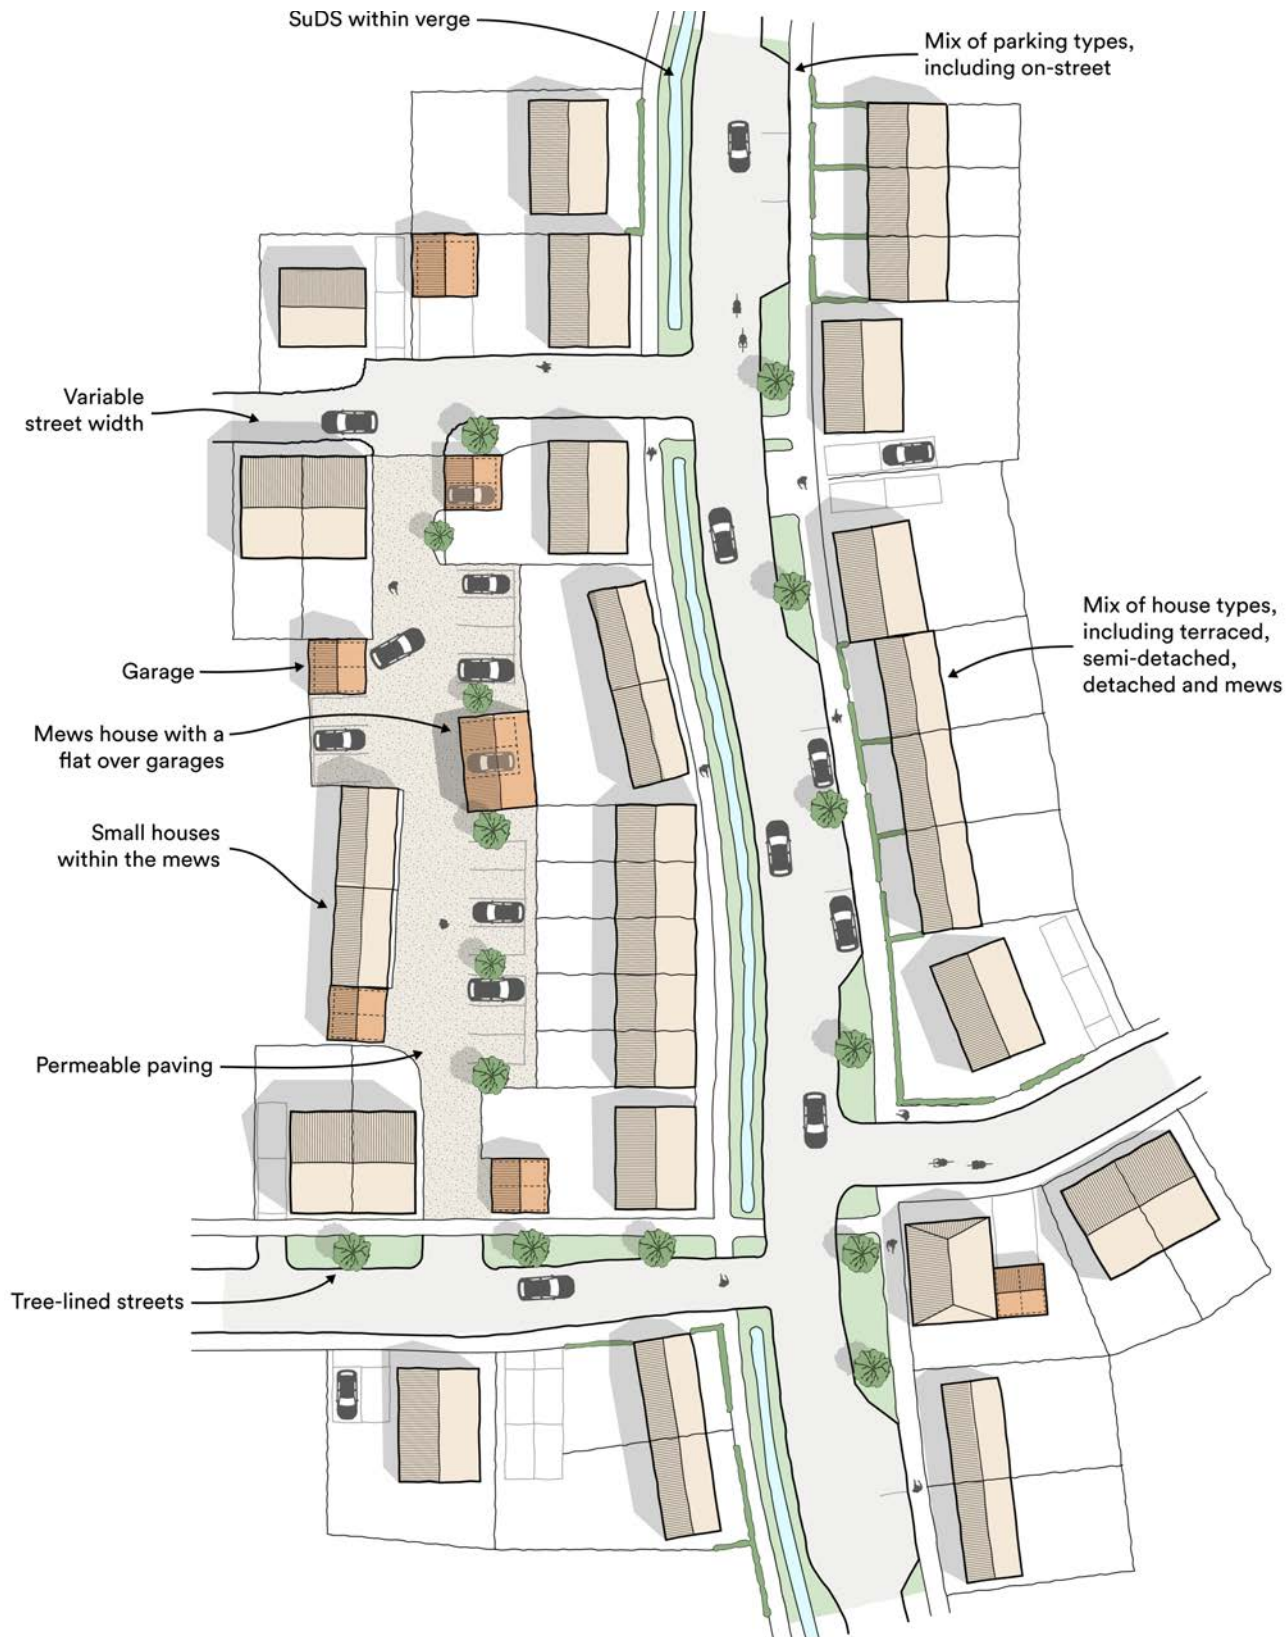 SuDS within verge
Mix of parking types,
including on-street
Variable
street width
Mix of house types,
including terraced,
semi-detached,
detached and mews
Garage
Mews house with a
flat over garages
Small houses
within the mews
Permeable paving
Tree-lined streets